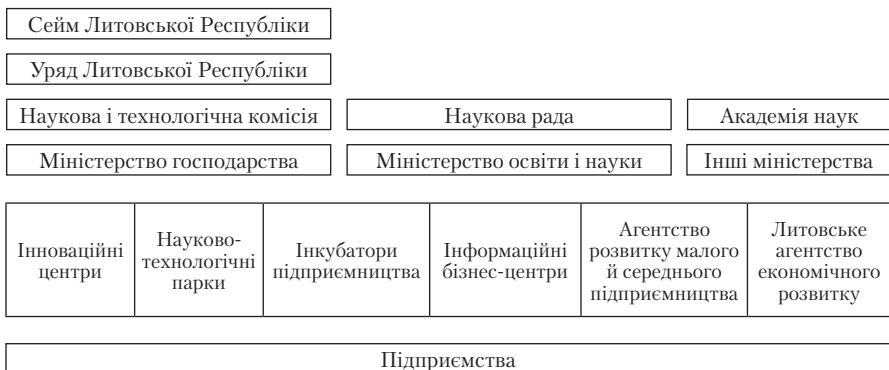 Сейм Литовської Республіки
Уряд Литовської Республіки
Наукова і технологічна комісія
Наукова рада
Академія наук
Міністерство господарства
Міністерство освіти і науки
Інші міністерства
Інноваційні
центри
Науково-
технологічні
парки
Інкубатори
підприємництва
Інформаційні
бізнес-центри
Агентство
розвитку малого
й середнього
підприємництва
Литовське
агентство
економічного
розвитку
Підприємства